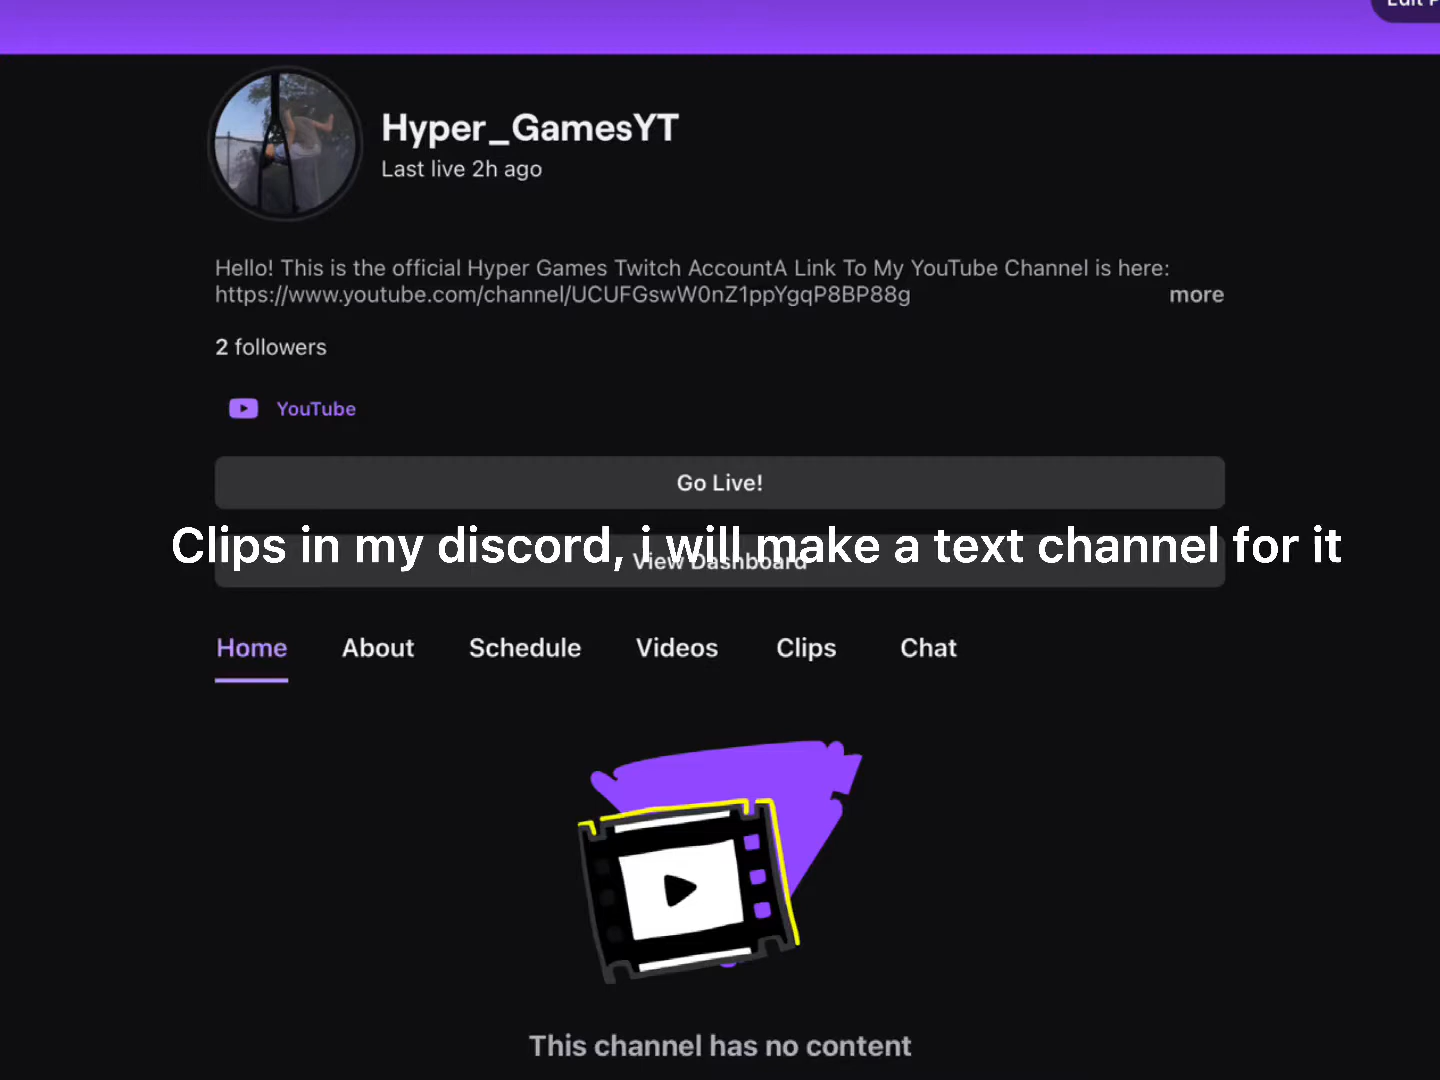 Edit P
Hyper_GamesYT
Last live 2h ago
Hello! This is the official Hyper Games Twitch AccountA Link To My YouTube Channel is here:
https://www.youtube.com/channel/UCUFGswW0nZ1ppYgqP8BP88g
more
2 followers
YouTube
Go Live!
Clips in my discord, i will make a text channel for it
View Dashboard
Home About Schedule Videos Clips Chat
This channel has no content